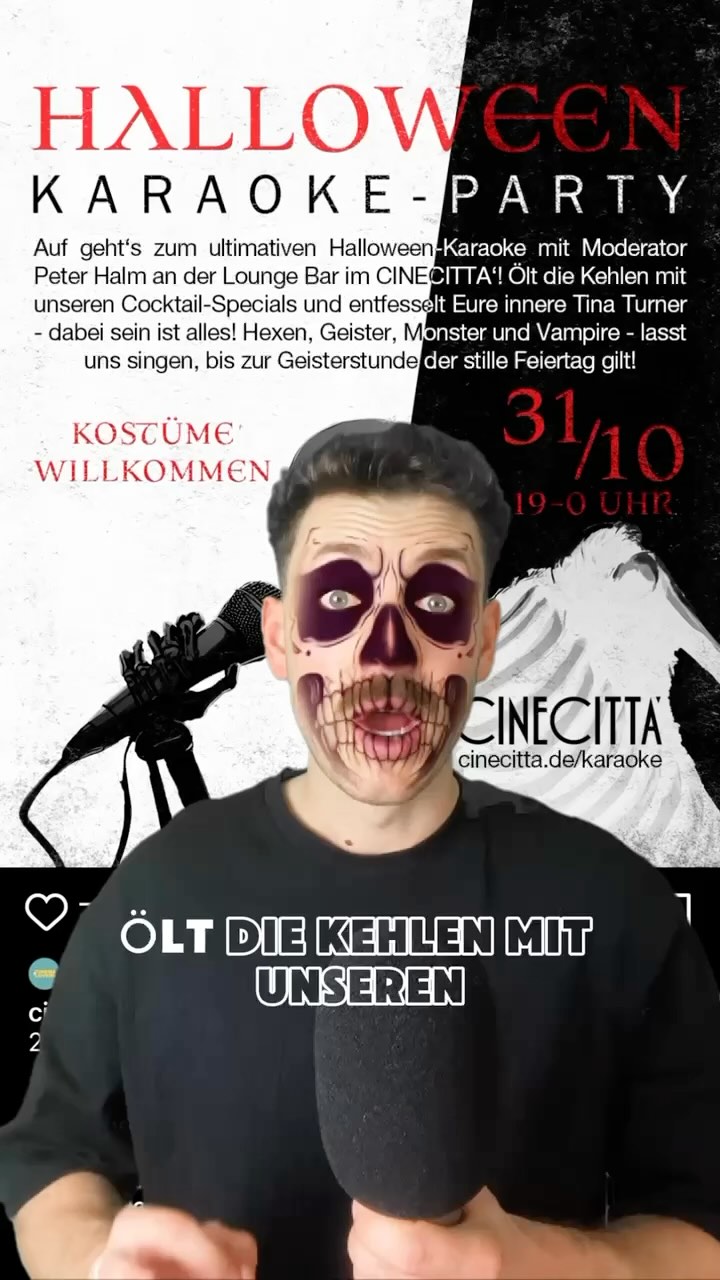 HALLOWEEN
KARAOKE-PARTY
Auf geht's zum ultimativen Halloween-Karaoke mit Moderator
Peter Halm an der Lounge Bar im CINECITTA'! Ölt die Kehlen mit
unseren Cocktail-Specials und entfesselt Eure innere Tina Turner
- dabei sein ist alles! Hexen, Geister, Monster und Vampire - lasst
uns singen, bis zur Geisterstunde der stille Feiertag gilt!
KOSTÜME
WILLKOMMEN
31/10
19-0 UHR
CINECITTA'
cinecitta.de/karaoke
ÖLT DIE KEHLEN MIT
UNSEREN